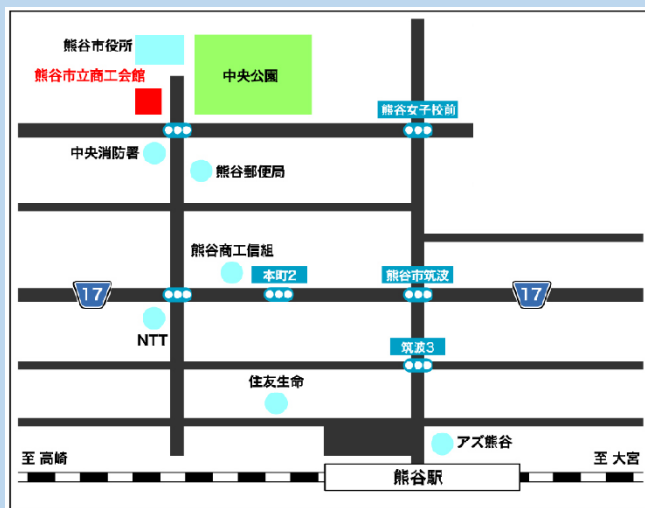 熊谷市役所
熊谷市立商工会館
中央公園
熊谷女子校前
中央消防署
熊谷郵便局
熊谷商工信組
本町2
熊谷市筑波
17
17
NTT
筑波3
住友生命
アズ熊谷
至 高崎
至 大宮
熊谷駅